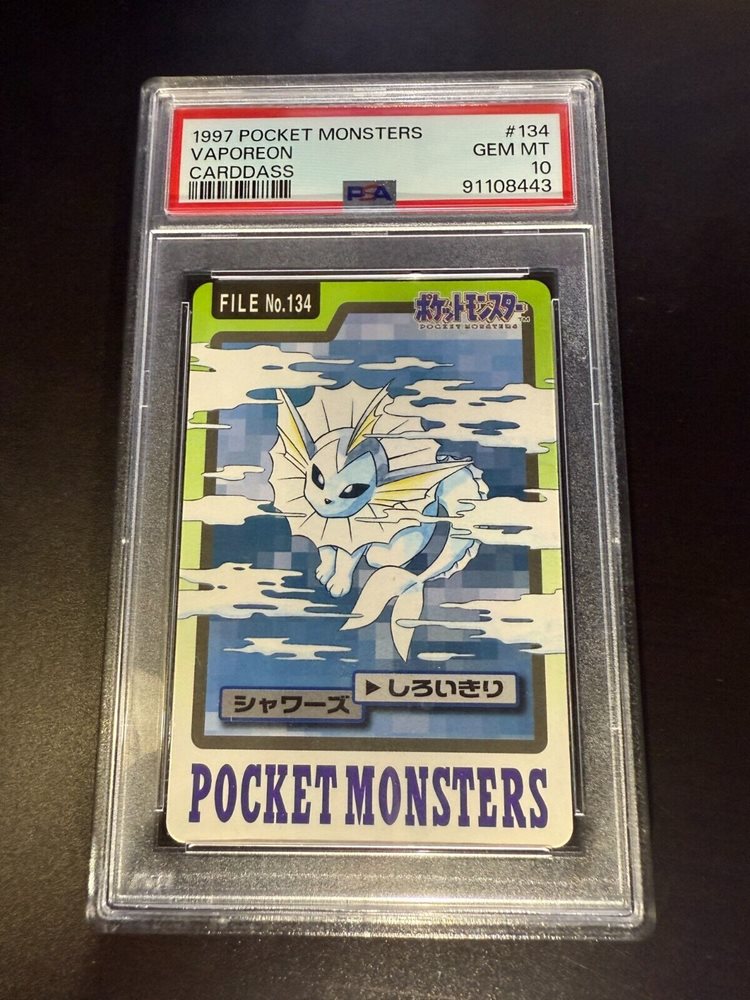 1997 POCKET MONSTERS #134
VAPOREON GEM MT
CARDDASS 10
91108443
PSA
FILE No.134
ポケットモンスター
POCKET MONSTERS TM
▶しろいきり
シャワーズ
POCKET MONSTERS